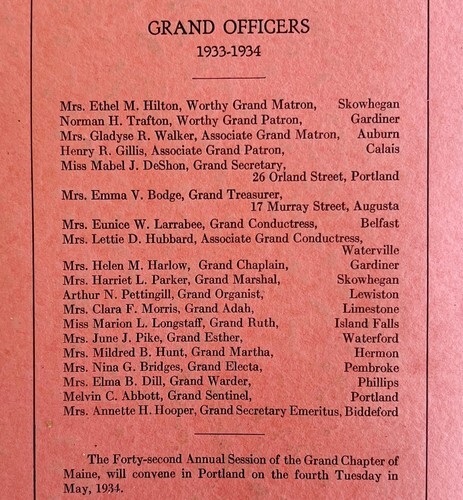 GRAND OFFICERS
1933-1934
Mrs. Ethel M. Hilton, Worthy Grand Matron, Skowhegan
Norman H. Trafton, Worthy Grand Patron, Gardiner
Mrs. Gladyse R. Walker, Associate Grand Matron, Auburn
Henry R. Gillis, Associate Grand Patron, Calais
Miss Mabel J. DeShon, Grand Secretary,
26 Orland Street, Portland
Mrs. Emma V. Bodge, Grand Treasurer,
17 Murray Street, Augusta
Mrs. Eunice W. Larrabee, Grand Conductress, Belfast
Mrs. Lettie D. Hubbard, Associate Grand Conductress,
Waterville
Mrs. Helen M. Harlow, Grand Chaplain, Gardiner
Mrs. Harriet L. Parker, Grand Marshal, Skowhegan
Arthur N. Pettingill, Grand Organist, Lewiston
Mrs. Clara F. Morris, Grand Adah, Limestone
Miss Marion L. Longstaff, Grand Ruth, Island Falls
Mrs. June J. Pike, Grand Esther, Waterford
Mrs. Mildred B. Hunt, Grand Martha, Hermon
Mrs. Nina G. Bridges, Grand Electa, Pembroke
Mrs. Elma B. Dill, Grand Warder, Phillips
Melvin C. Abbott, Grand Sentinel, Portland
Mrs. Annette H. Hooper, Grand Secretary Emeritus, Biddeford
The Forty-second Annual Session of the Grand Chapter of
Maine, will convene in Portland on the fourth Tuesday in
May, 1934.